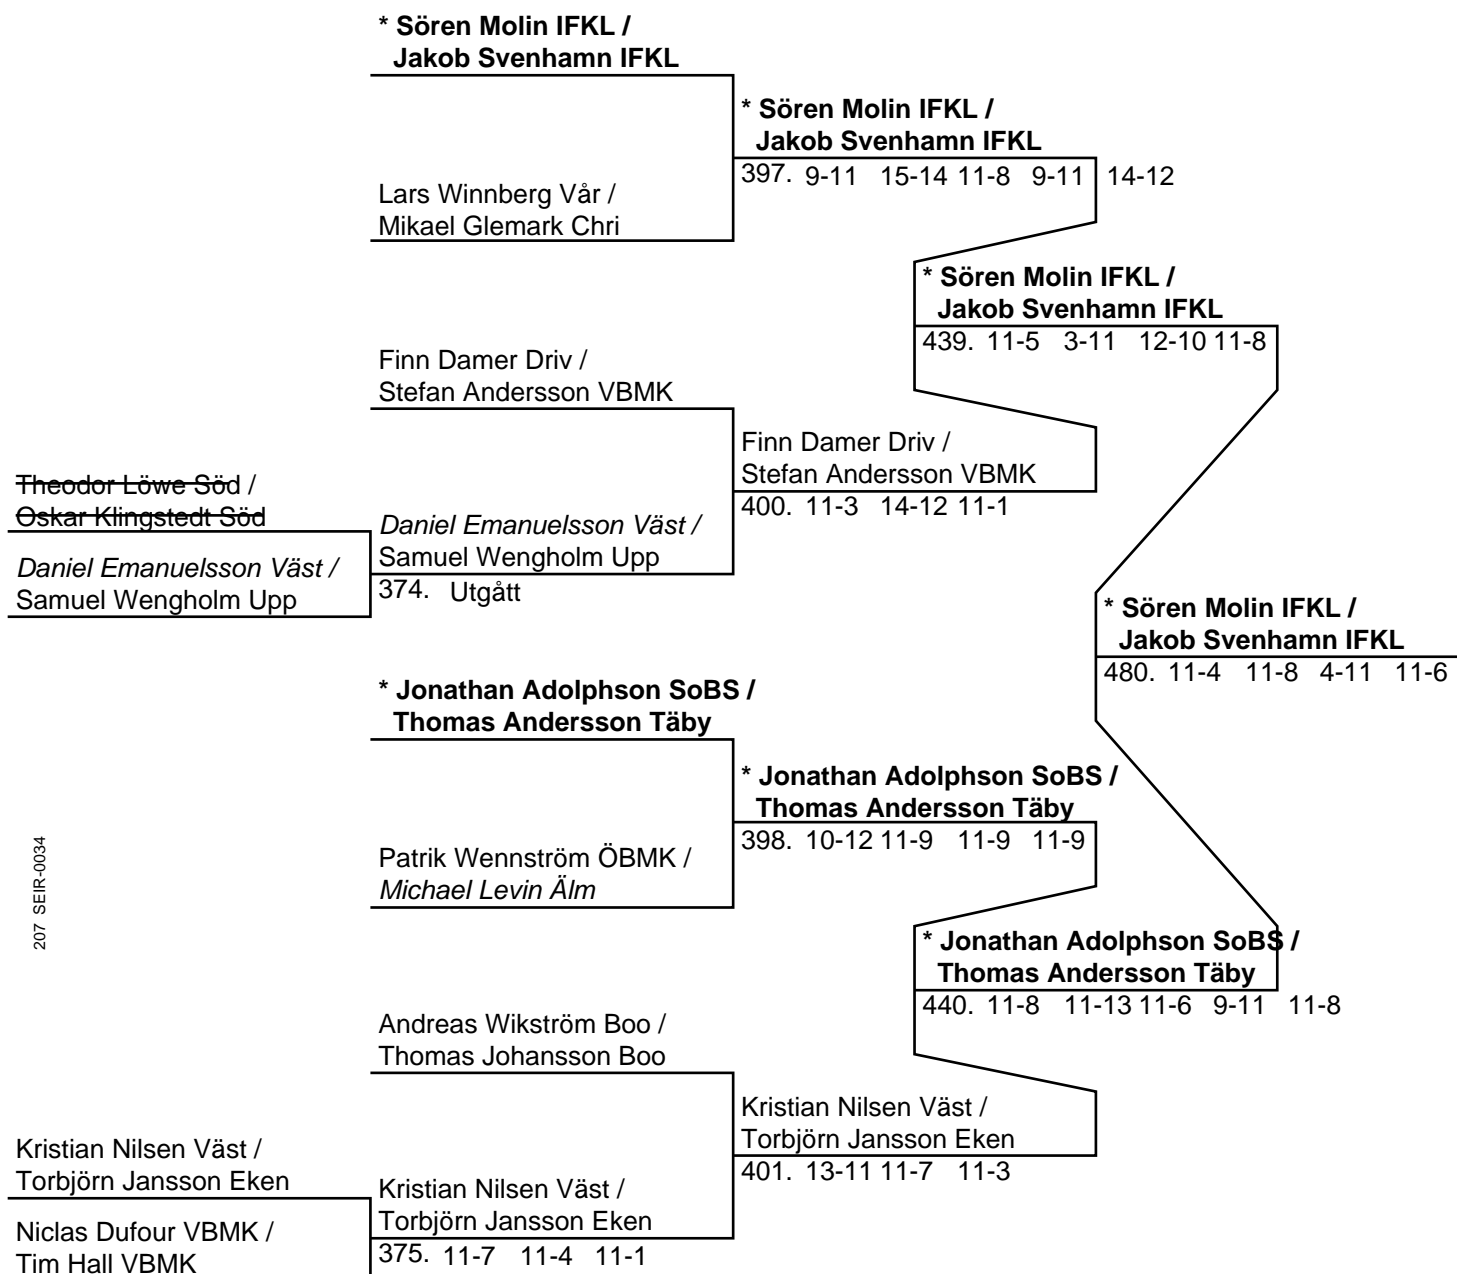 * Sören Molin IFKL /
Jakob Svenhamn IFKL
* Sören Molin IFKL /
Jakob Svenhamn IFKL
397. 9-11 15-14 11-8 9-11 14-12
Lars Winnberg Vår /
Mikael Glemark Chri
* Sören Molin IFKL /
Jakob Svenhamn IFKL
439. 11-5 3-11 12-10 11-8
Finn Damer Driv /
Stefan Andersson VBMK
Finn Damer Driv /
Stefan Andersson VBMK
400. 11-3 14-12 11-1
Theodor Löwe Söd /
Oskar Klingstedt Söd
Daniel Emanuelsson Väst /
Samuel Wengholm Upp
374. Utgått
Daniel Emanuelsson Väst /
Samuel Wengholm Upp
* Sören Molin IFKL /
Jakob Svenhamn IFKL
480. 11-4 11-8 4-11 11-6
* Jonathan Adolphson SoBS /
Thomas Andersson Täby
* Jonathan Adolphson SoBS /
Thomas Andersson Täby
398. 10-12 11-9 11-9 11-9
Patrik Wennström ÖBMK /
Michael Levin Älm
207 SEIR-0034
* Jonathan Adolphson SoBS /
Thomas Andersson Täby
440. 11-8 11-13 11-6 9-11 11-8
Andreas Wikström Boo /
Thomas Johansson Boo
Kristian Nilsen Väst /
Torbjörn Jansson Eken
401. 13-11 11-7 11-3
Kristian Nilsen Väst /
Torbjörn Jansson Eken
Kristian Nilsen Väst /
Torbjörn Jansson Eken
375. 11-7 11-4 11-1
Niclas Dufour VBMK /
Tim Hall VBMK